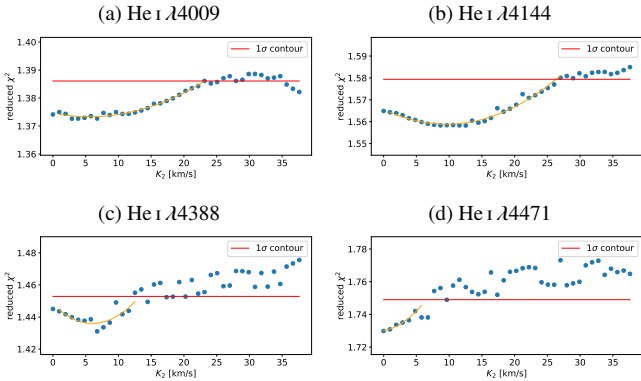 (a) He I λ4009
(b) He I λ4144
1σ contour
1.40
1.39
1.38
1.37
1.36
reduced χ²
0 5 10 15 20 25 30 35
K₂ [km/s]
1σ contour
1.59
1.58
1.57
1.56
1.55
reduced χ²
0 5 10 15 20 25 30 35
K₂ [km/s]
(c) He I λ4388
(d) He I λ4471
1σ contour
1.48
1.46
1.44
1.42
reduced χ²
0 5 10 15 20 25 30 35
K₂ [km/s]
1σ contour
1.78
1.76
1.74
1.72
reduced χ²
0 5 10 15 20 25 30 35
K₂ [km/s]